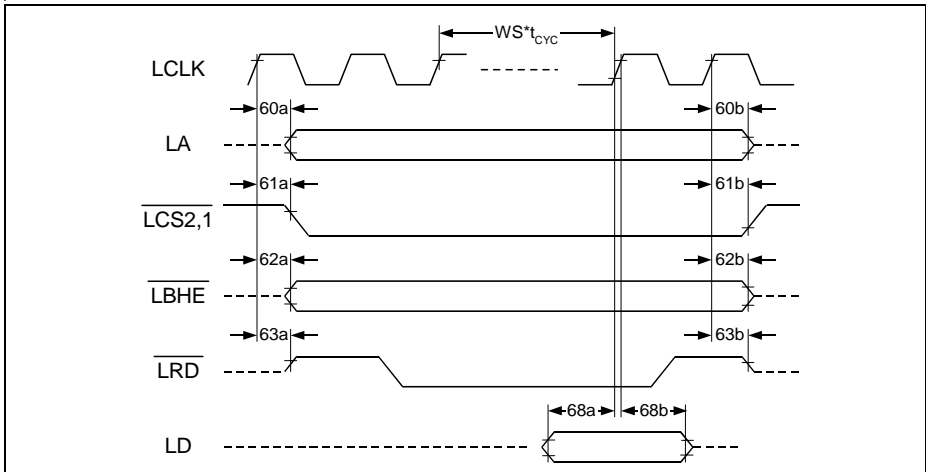 WS*tCYC
LCLK
60a 60b
LA
61a 61b
LCS2,1
62a 62b
LBHE
63a 63b
LRD
68a 68b
LD